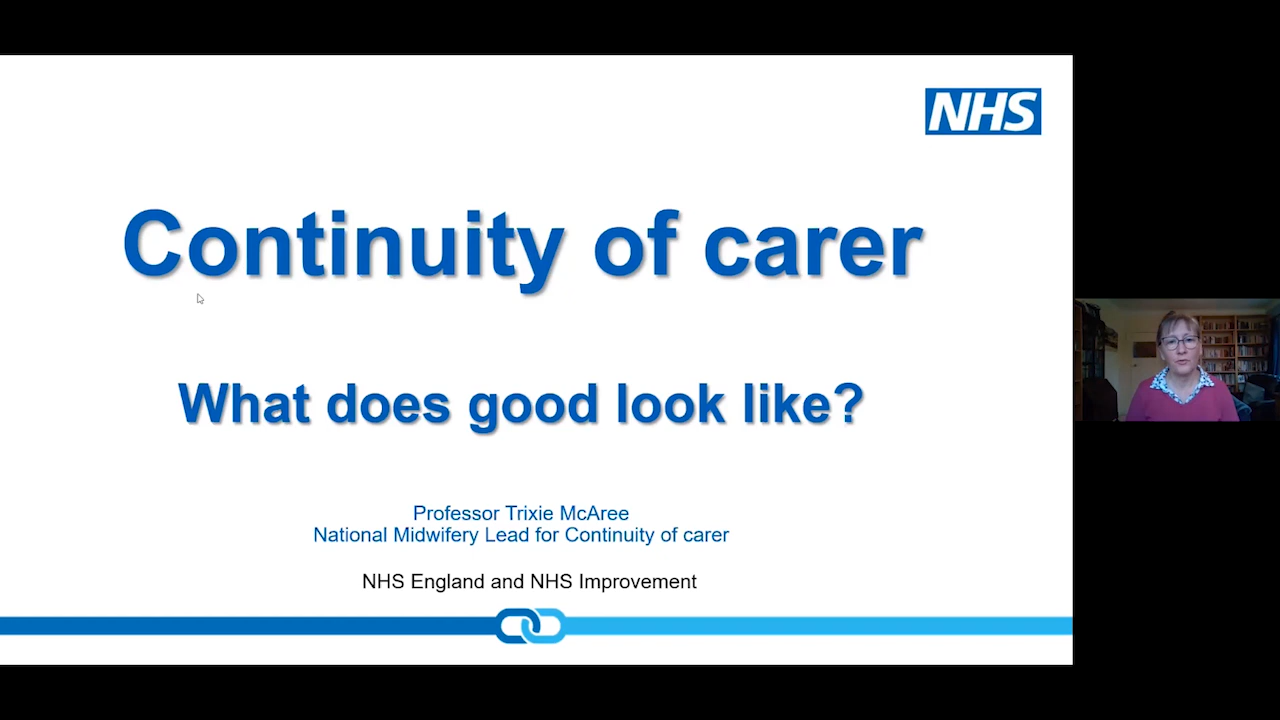 NHS
Continuity of carer
What does good look like?
Professor Trixie McAree
National Midwifery Lead for Continuity of carer
NHS England and NHS Improvement